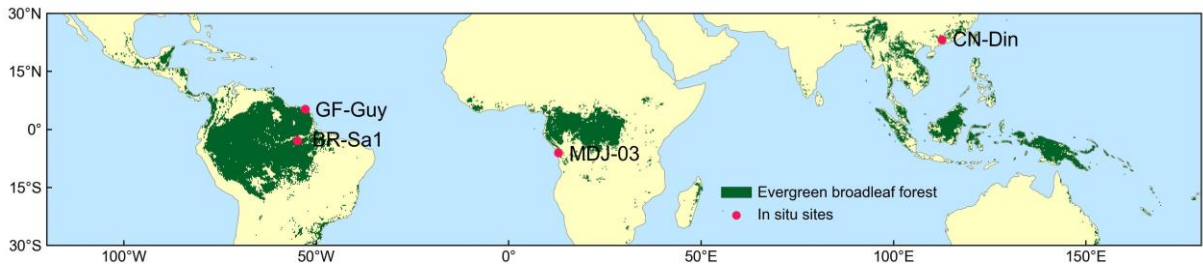 30°N
CN-Din
15°N
GF-Guy
0°
BR-Sa1
MDJ-03
15°S
Evergreen broadleaf forest
In situ sites
30°S
100°W 50°W 0° 50°E 100°E 150°E